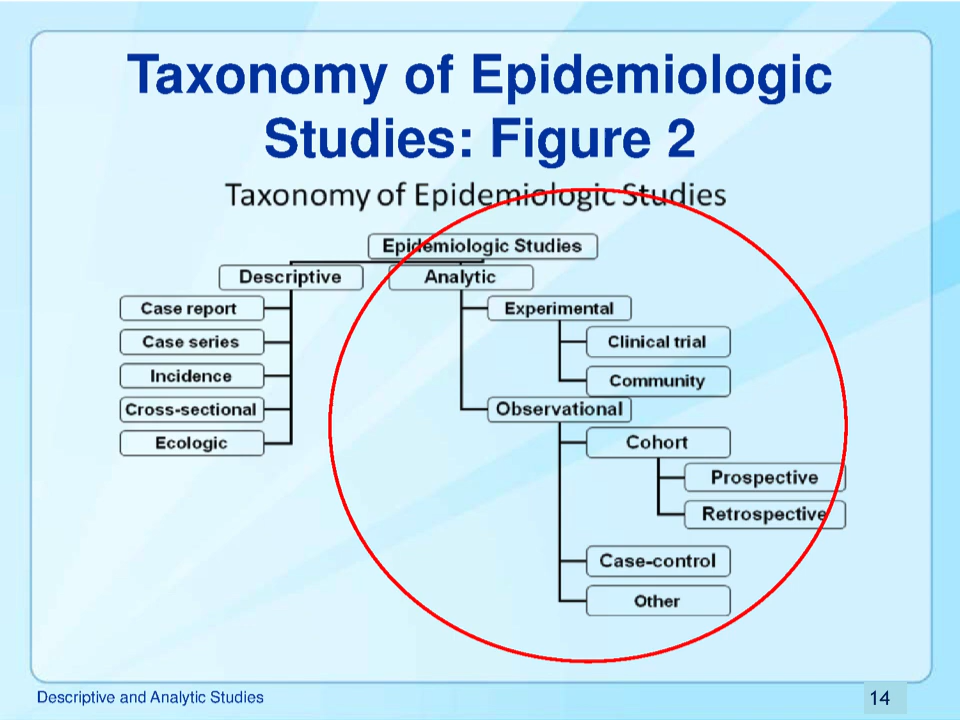 Taxonomy of Epidemiologic
Studies: Figure 2
Taxonomy of Epidemiologic Studies
Epidemiologic Studies
Descriptive
Analytic
Case report
Case series
Incidence
Cross-sectional
Ecologic
Experimental
Clinical trial
Community
Observational
Cohort
Prospective
Retrospective
Case-control
Other
Descriptive and Analytic Studies
14